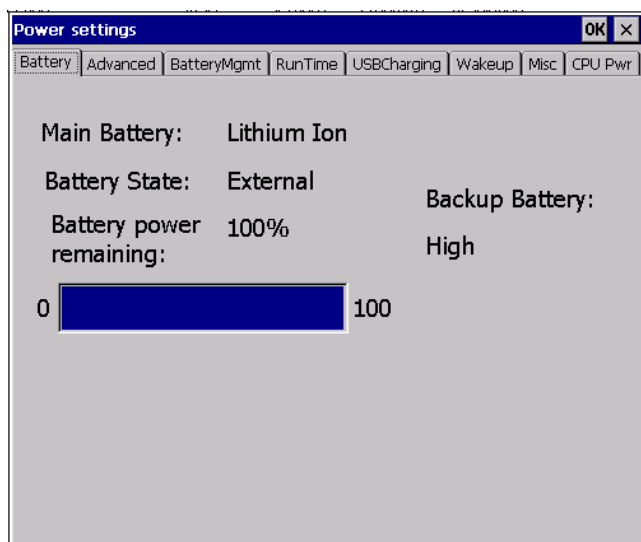 Power settings OK ×
Battery Advanced BatteryMgmt RunTime USBCharging Wakeup Misc CPU Pwr
Main Battery: Lithium Ion
Battery State: External
Backup Battery:
Battery power remaining: 100%
High
0 100